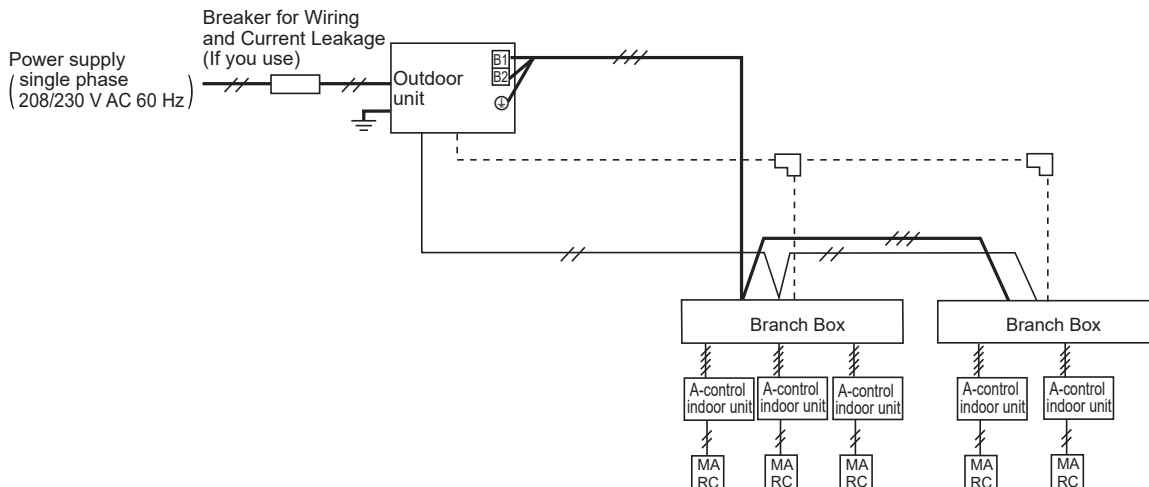 Breaker for Wiring
and Current Leakage
(If you use)
Power supply
( single phase
208/230 V AC 60 Hz )
Outdoor
unit
B1
B2
Branch Box
Branch Box
A-control
indoor unit
A-control
indoor unit
A-control
indoor unit
A-control
indoor unit
A-control
indoor unit
MA
RC
MA
RC
MA
RC
MA
RC
MA
RC